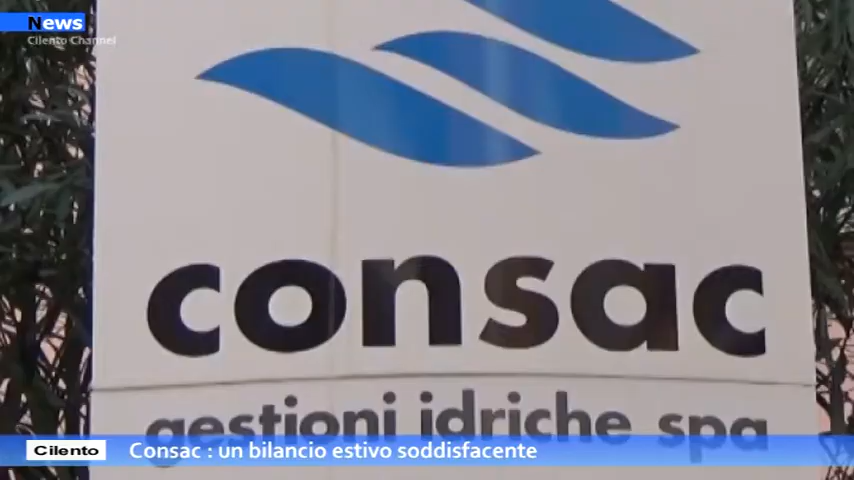 News
Cilento Channel
consac
gestioni idriche spa
Cilento
Consac : un bilancio estivo soddisfacente